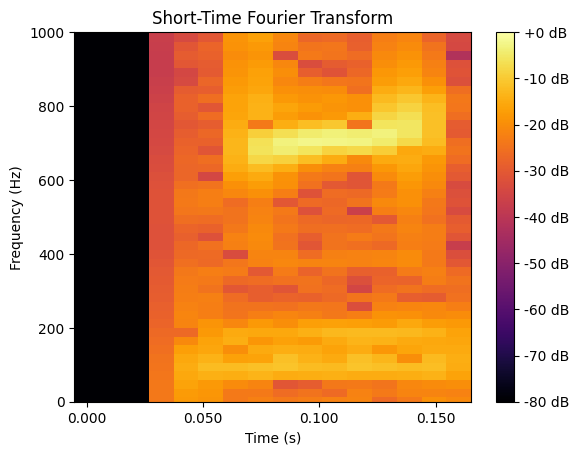 Short-Time Fourier Transform
1000
800
600
400
200
0
Frequency (Hz)
0.000
0.050
0.100
0.150
Time (s)
+0 dB
-10 dB
-20 dB
-30 dB
-40 dB
-50 dB
-60 dB
-70 dB
-80 dB